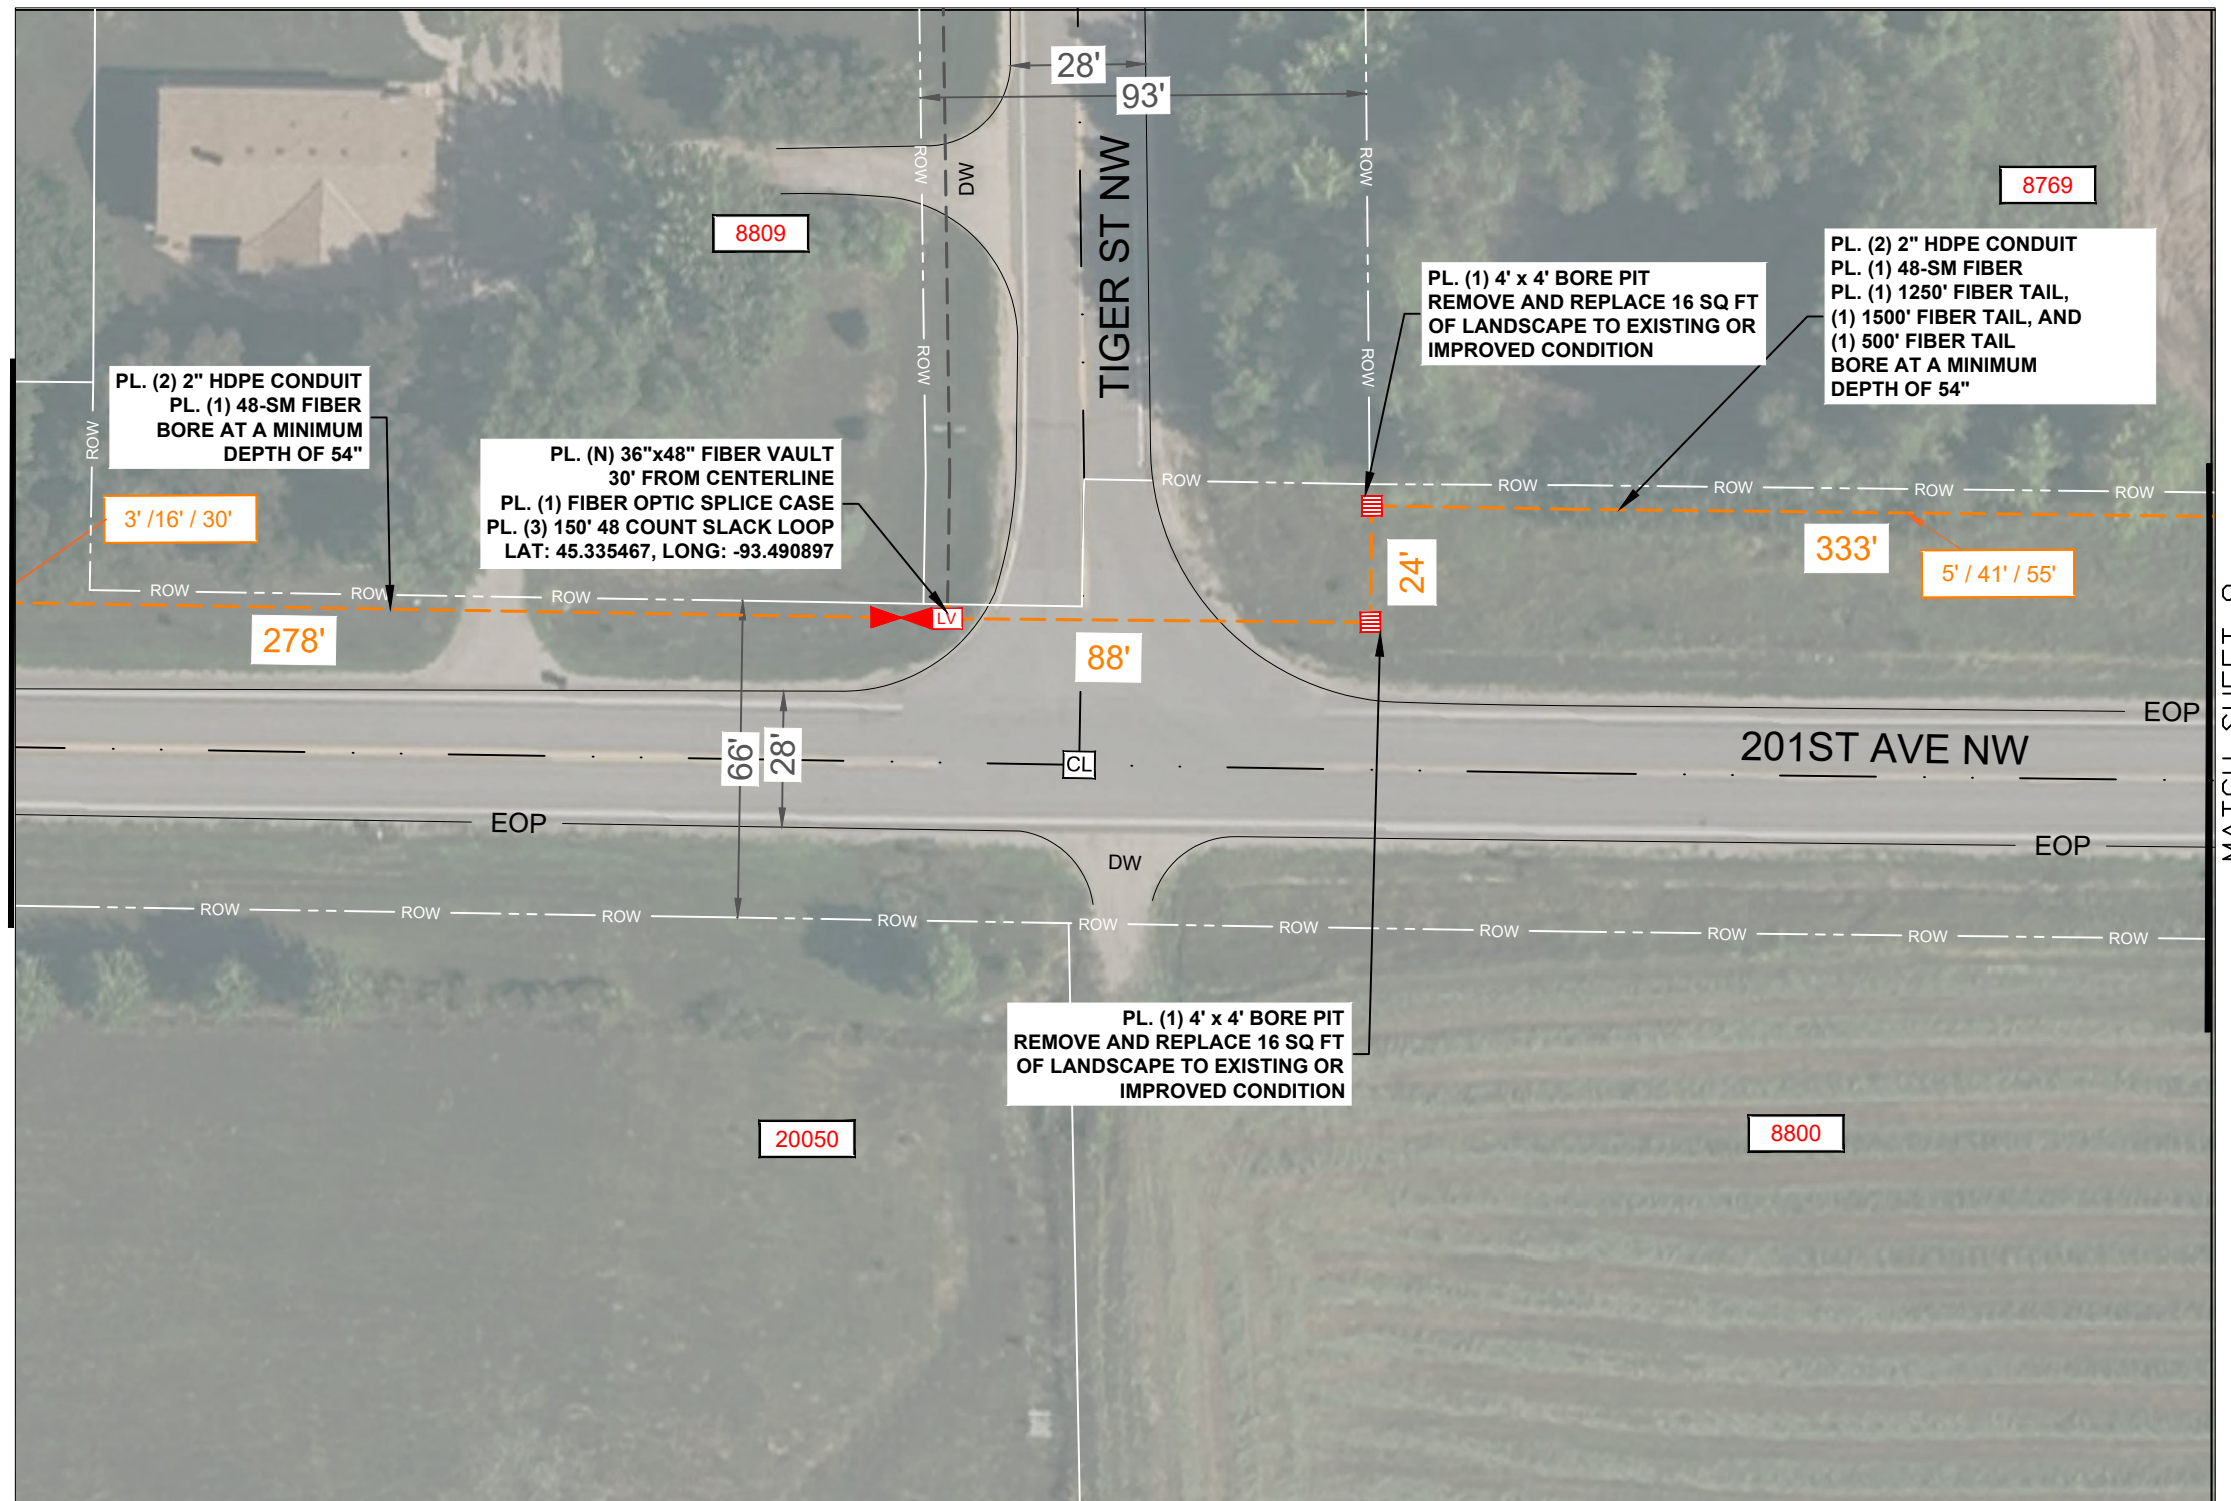 28'
93'
ROW
DW
TIGER ST NW
ROW
8769
8809
PL. (2) 2" HDPE CONDUIT
PL. (1) 48-SM FIBER
PL. (1) 1250' FIBER TAIL,
(1) 1500' FIBER TAIL, AND
(1) 500' FIBER TAIL
BORE AT A MINIMUM
DEPTH OF 54"
PL. (1) 4' x 4' BORE PIT
REMOVE AND REPLACE 16 SQ FT
OF LANDSCAPE TO EXISTING OR
IMPROVED CONDITION
ROW
ROW
PL. (2) 2" HDPE CONDUIT
PL. (1) 48-SM FIBER
BORE AT A MINIMUM
DEPTH OF 54"
ROW
PL. (N) 36"x48" FIBER VAULT
30' FROM CENTERLINE
PL. (1) FIBER OPTIC SPLICE CASE
PL. (3) 150' 48 COUNT SLACK LOOP
LAT: 45.335467, LONG: -93.490897
ROW ROW ROW ROW ROW
3' /16' / 30'
333'
24'
5' / 41' / 55'
ROW ROW ROW
LV
278'
88'
EOP
201ST AVE NW
66'
28'
CL
EOP
EOP
DW
ROW ROW ROW ROW ROW ROW ROW ROW ROW ROW
PL. (1) 4' x 4' BORE PIT
REMOVE AND REPLACE 16 SQ FT
OF LANDSCAPE TO EXISTING OR
IMPROVED CONDITION
20050
8800